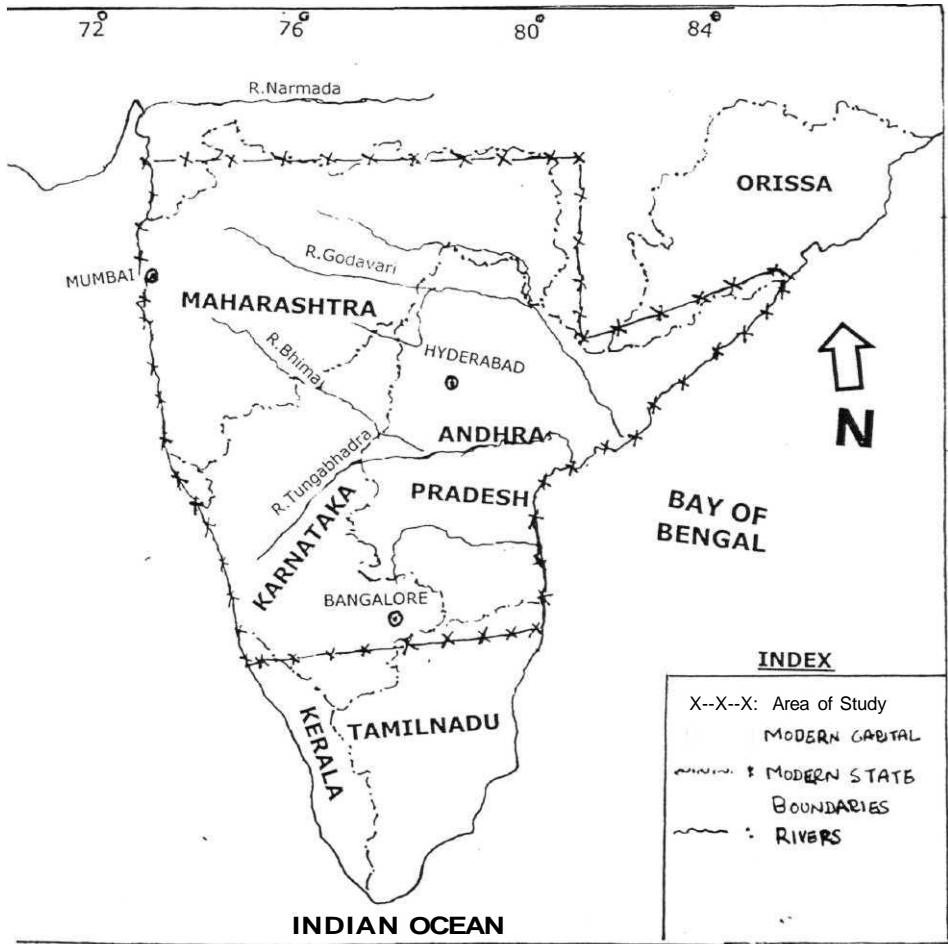 72° 76° 80° 84°
R.Narmada
ORISSA
R.Godavari
MUMBAI
MAHARASHTRA
R.Bhima
HYDERABAD
ANDHRA
R.Tungabhadra
PRADESH
N
BAY OF
BENGAL
KARNATAKA
BANGALORE
INDEX
X--X--X: Area of Study
MODERN CAPITAL
: MODERN STATE
BOUNDARIES
: RIVERS
KERALA
TAMILNADU
INDIAN OCEAN